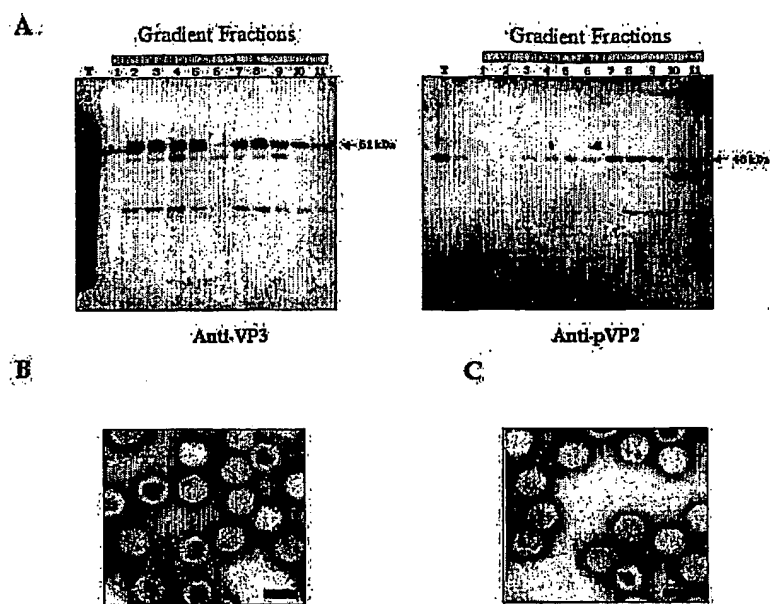 A
Gradient Fractions
T 1 2 3 4 5 6 7 8 9 10 11
61 kDa
Anti-VP3
Gradient Fractions
T 1 2 3 4 5 6 7 8 9 10 11
Anti-pVP2
B
C